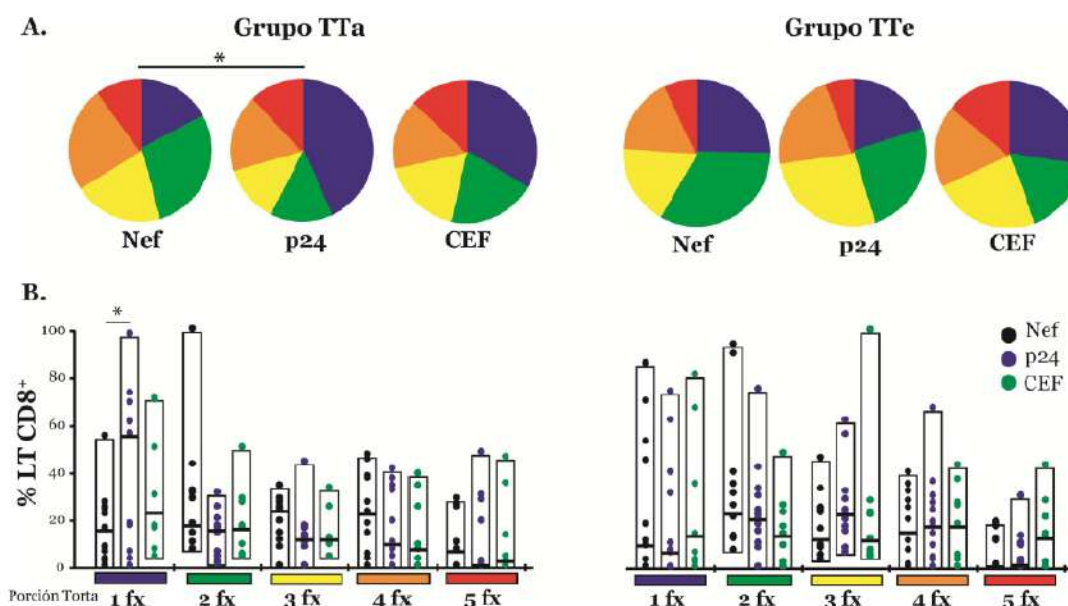 A.
Grupo TTa
Grupo TTe
*
Nef
p24
CEF
Nef
p24
CEF
B.
*
100
80
60
40
20
0
% LT CD8+
Nef
p24
CEF
Porción Torta
1 fx
2 fx
3 fx
4 fx
5 fx
1 fx
2 fx
3 fx
4 fx
5 fx